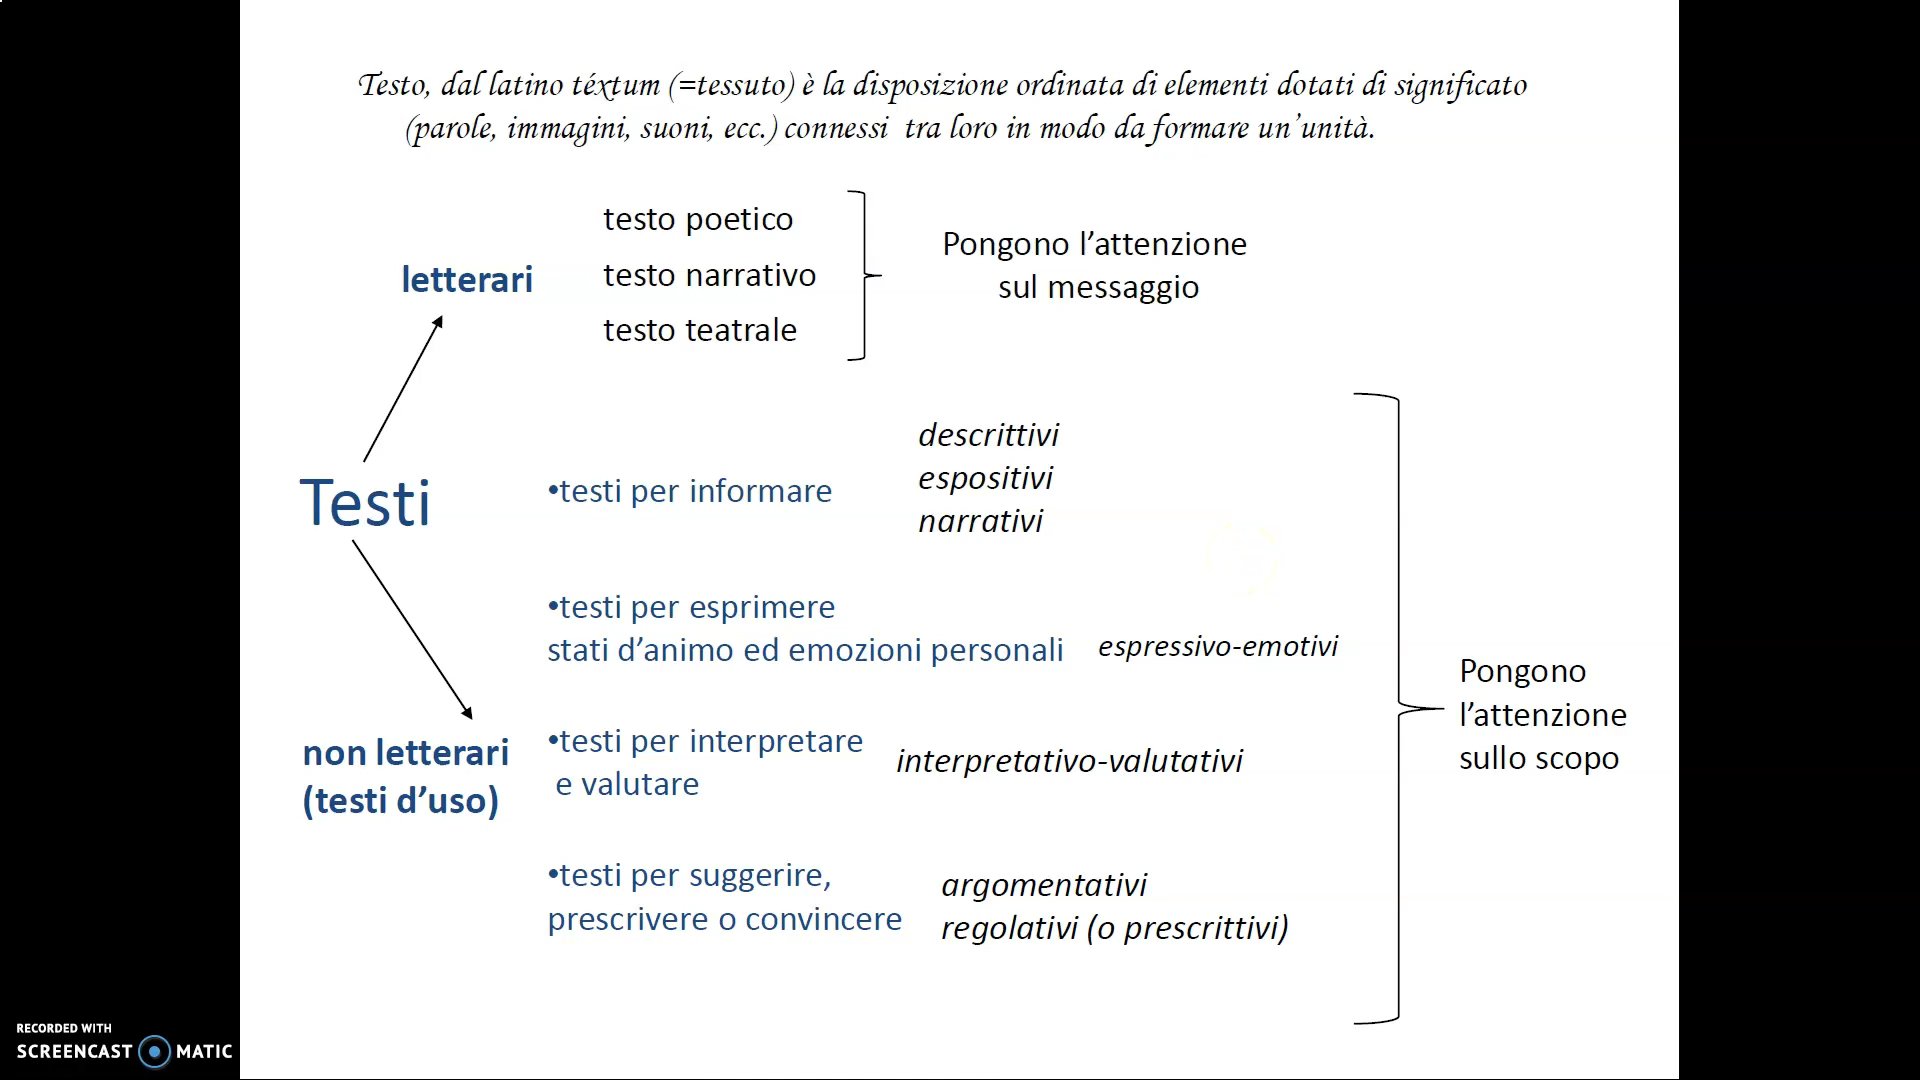 Testo, dal latino téxtum (=tessuto) è la disposizione ordinata di elementi dotati di significato
(parole, immagini, suoni, ecc.) connessi tra loro in modo da formare un’unità.
testo poetico
testo narrativo
testo teatrale
letterari
Pongono l’attenzione
sul messaggio
Testi
•testi per informare
descrittivi
espositivi
narrativi
•testi per esprimere
stati d’animo ed emozioni personali
espressivo-emotivi
non letterari
(testi d’uso)
•testi per interpretare
e valutare
interpretativo-valutativi
•testi per suggerire,
prescrivere o convincere
argomentativi
regolativi (o prescrittivi)
Pongono
l’attenzione
sullo scopo
RECORDED WITH
SCREENCAST MATIC